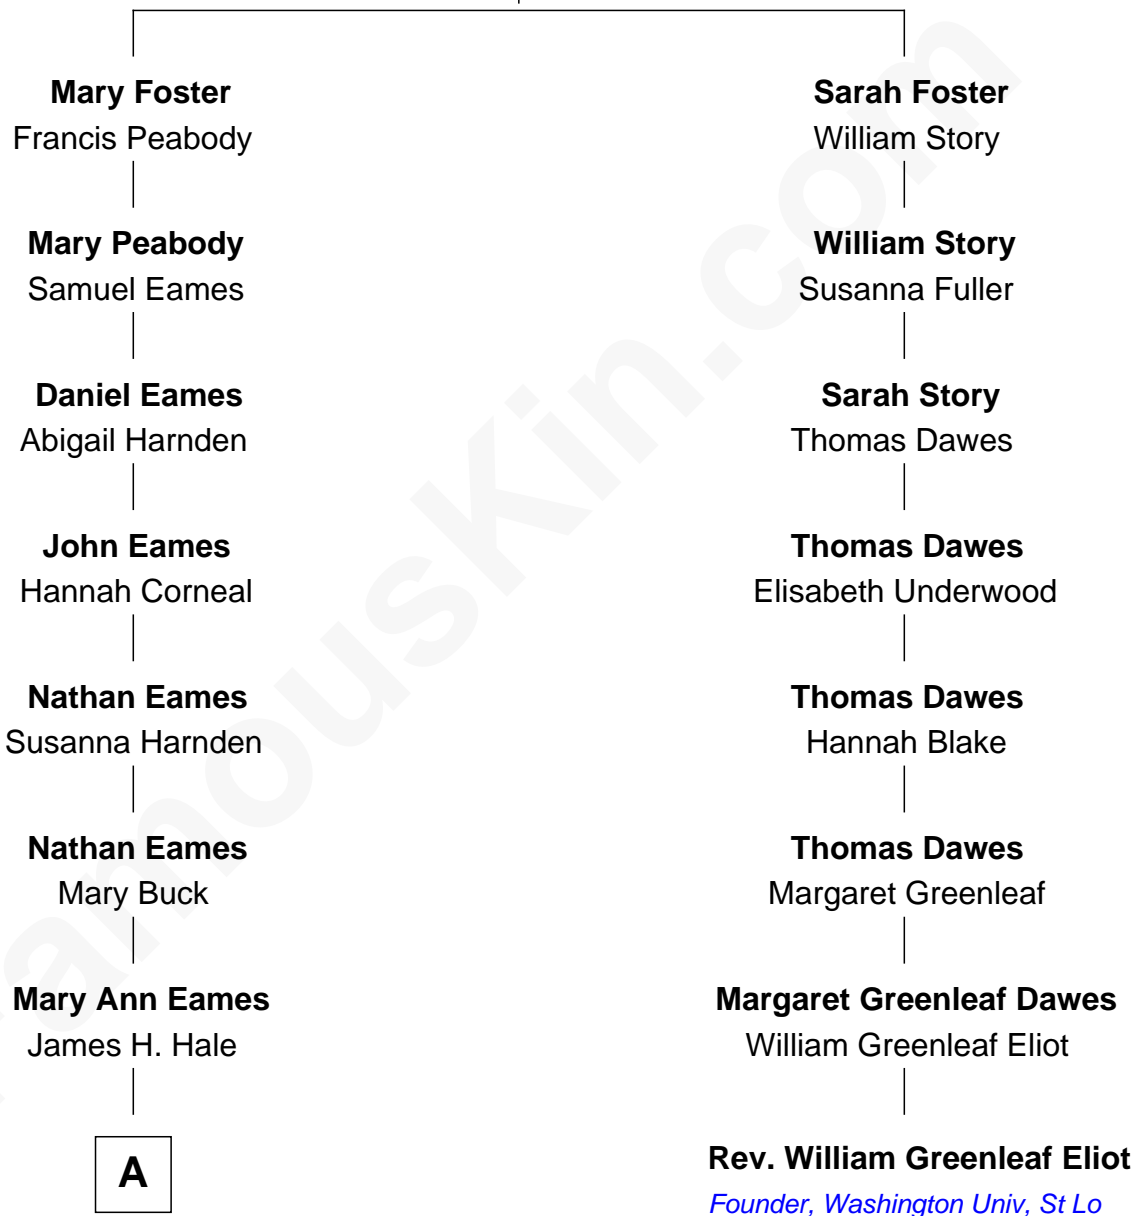 Mary Foster
Francis Peabody
Mary Peabody
Samuel Eames
Daniel Eames
Abigail Harnden
John Eames
Hannah Corneal
Nathan Eames
Susanna Harnden
Nathan Eames
Mary Buck
Mary Ann Eames
James H. Hale
A
Sarah Foster
William Story
William Story
Susanna Fuller
Sarah Story
Thomas Dawes
Thomas Dawes
Elisabeth Underwood
Thomas Dawes
Hannah Blake
Thomas Dawes
Margaret Greenleaf
Margaret Greenleaf Dawes
William Greenleaf Eliot
Rev. William Greenleaf Eliot
Founder, Washington Univ, St Lo
FamousKin.com